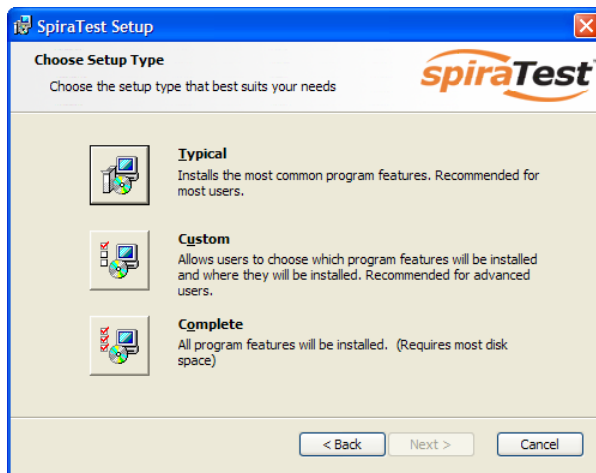 SpiraTest Setup
Choose Setup Type
Choose the setup type that best suits your needs
spiraTest
Typical
Installs the most common program features. Recommended for
most users.
Custom
Allows users to choose which program features will be installed
and where they will be installed. Recommended for advanced
users.
Complete
All program features will be installed.  (Requires most disk
space)
< Back
Next >
Cancel